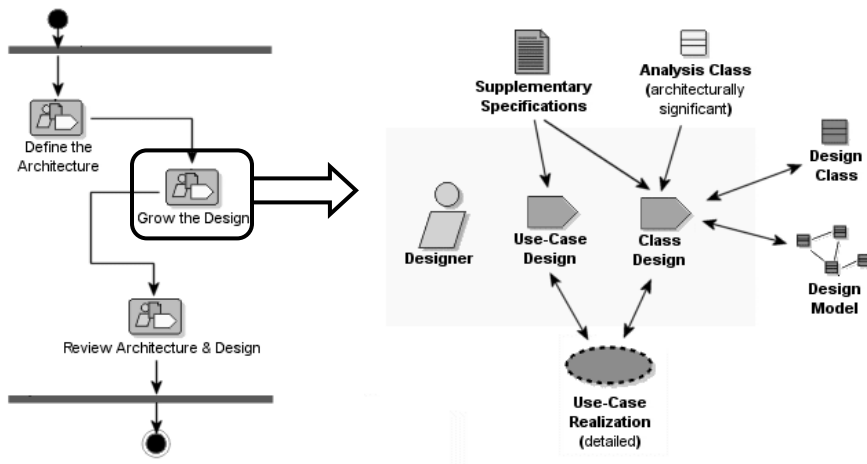 Define the
Architecture
Grow the Design
Review Architecture & Design
Supplementary
Specifications
Analysis Class
(architecturally
significant)
Design
Class
Designer
Use-Case
Design
Class
Design
Design
Model
Use-Case
Realization
(detailed)